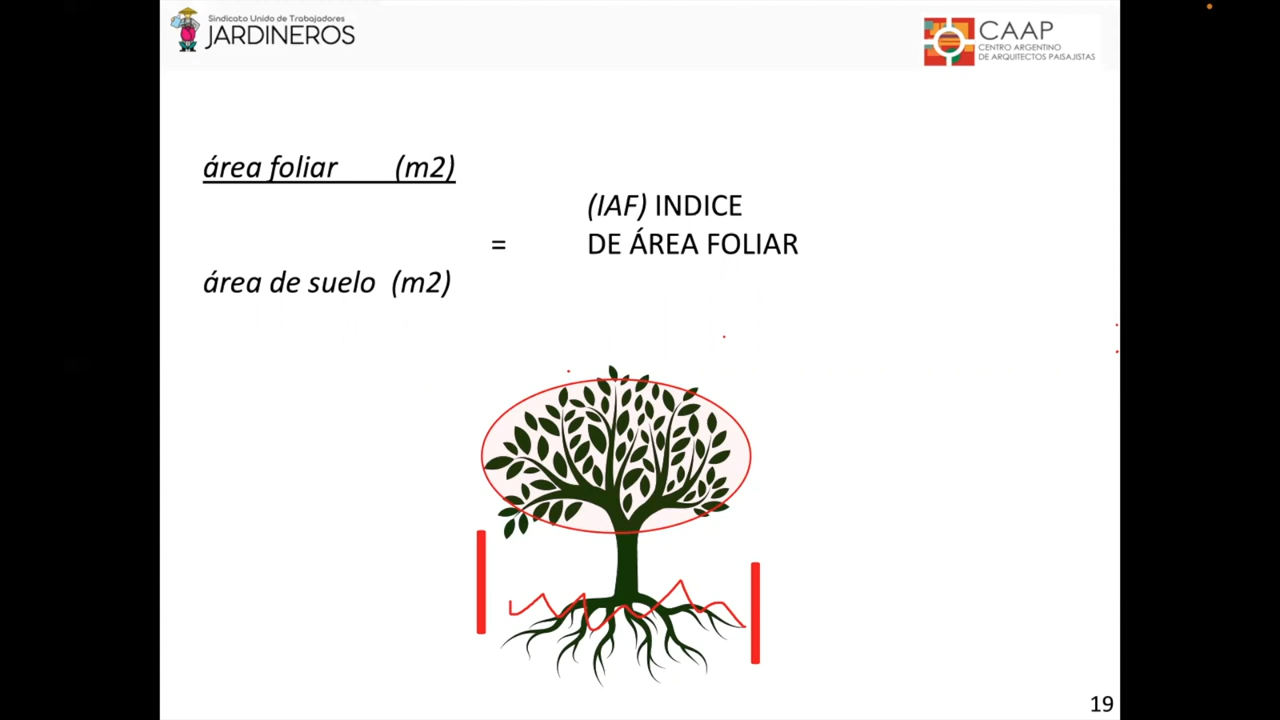 Sindicato Unido de Trabajadores
JARDINEROS
CAAP
CENTRO ARGENTINO
DE ARQUITECTOS PAISAJISTAS
área foliar (m2)
(IAF) INDICE
= DE ÁREA FOLIAR
área de suelo (m2)
19